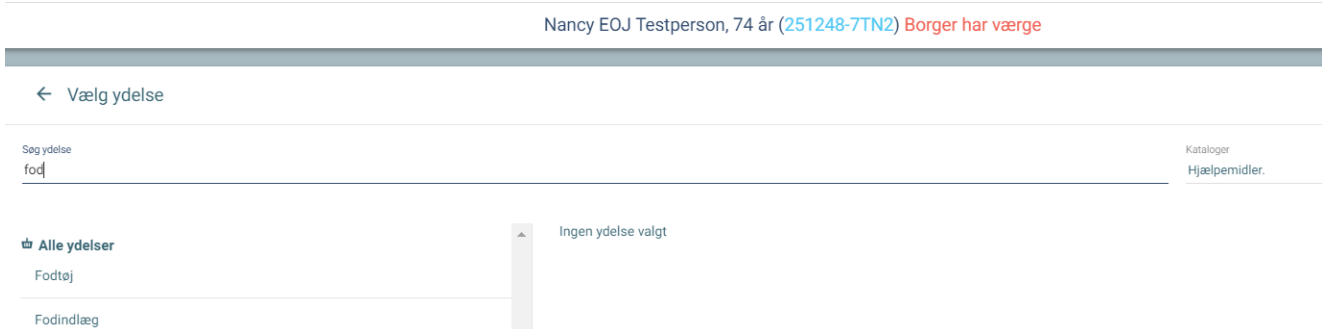 Nancy EOJ Testperson, 74 år (251248-7TN2) Borger har værge
← Vælg ydelse
Søg ydelse
fod
Kataloger
Hjælpemidler.
Alle ydelser
Ingen ydelse valgt
Fodtøj
Fodindlæg